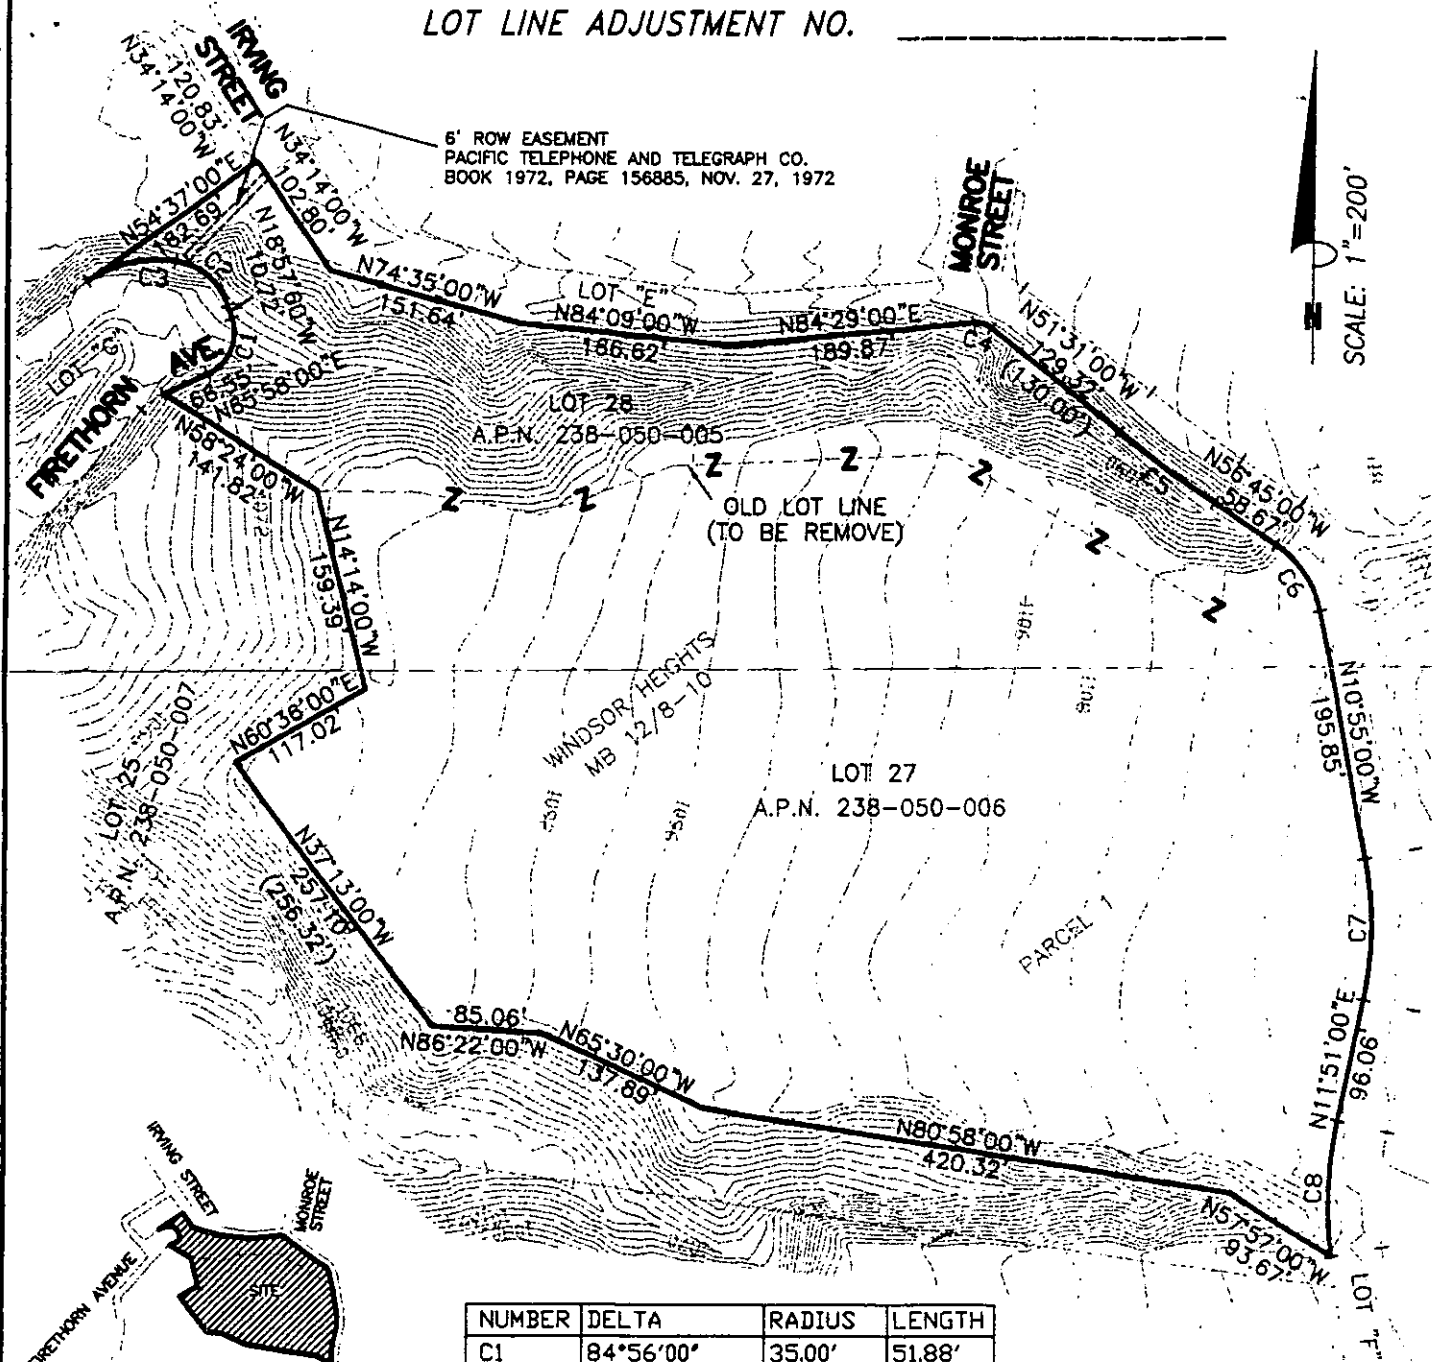 LOT LINE ADJUSTMENT NO.
IRVING
STREET
N34°14'00"W
120.83'
6' ROW EASEMENT
PACIFIC TELEPHONE AND TELEGRAPH CO.
BOOK 1972, PAGE 156885, NOV. 27, 1972
N34°14'00"W
102.80'
N54°37'00"E
182.69'
C3
C2
N18°57'60"W
10.72'
C1
68.55'
N85°58'00"E
LOT "G"
FIRETHORN AVE.
N74°35'00"W
151.64'
LOT "E"
N84°09'00"W
186.62'
N84°29'00"E
189.87'
MONROE
STREET
C4
N51°31'00"W
129.32'
(130.00')
SCALE: 1"=200'
N
C5
N56°45'00"W
58.67'
C6
LOT 28
A.P.N. 238-050-005
Z Z Z Z Z Z Z
OLD LOT LINE
(TO BE REMOVE)
N58°24'00"W
141.82'
N14°14'00"W
159.39'
N60°36'00"E
117.02'
LOT 25
A.P.N. 238-050-007
WINDSOR HEIGHTS
MB 12/8-10
LOT 27
A.P.N. 238-050-006
PARCEL 1
1106
1106
N10°55'00"W
195.85'
C7
N11°51'00"E
96.06'
C8
N37°13'00"W
257.10'
(256.32')
85.06'
N86°22'00"W
N65°30'00"W
137.89'
N80°58'00"W
420.32'
N57°57'00"W
93.67'
LOT "F"
IRVING STREET
MONROE
STREET
SITE
FIRETHORN AVENUE
NUMBER DELTA RADIUS LENGTH
C1 84°56'00" 35.00' 51.88'